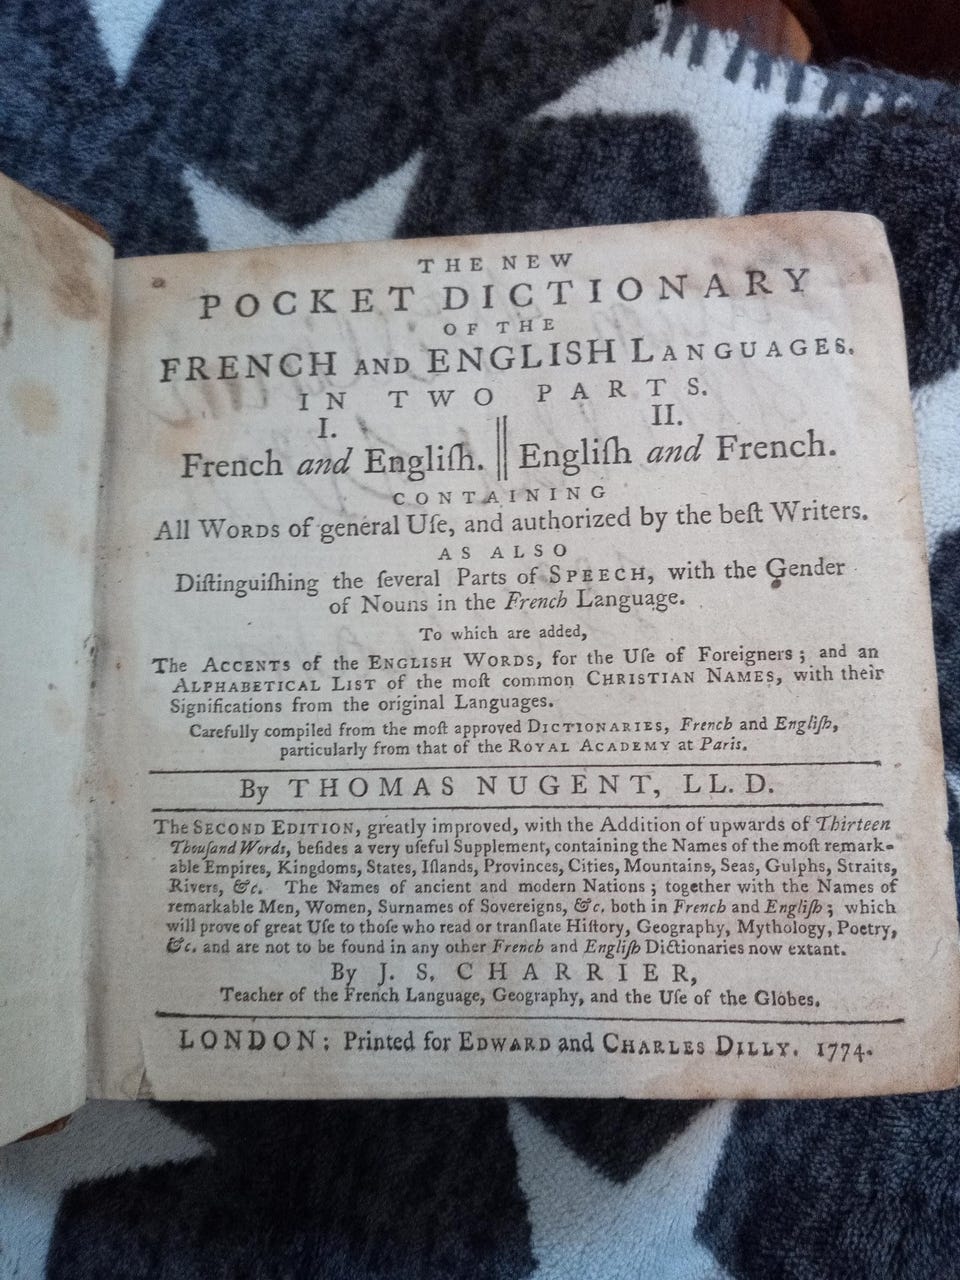 THE NEW
POCKET DICTIONARY
OF THE
FRENCH AND ENGLISH LANGUAGES.
IN TWO PARTS.
I. II.
French and Engliſh. || Engliſh and French.
CONTAINING
All WORDS of general Uſe, and authorized by the beſt Writers.
AS ALSO
Diſtinguiſhing the ſeveral Parts of SPEECH, with the Gender
of Nouns in the French Language.
To which are added,
The ACCENTS of the ENGLISH WORDS, for the Uſe of Foreigners; and an
ALPHABETICAL LIST of the moſt common CHRISTIAN NAMES, with their
Significations from the original Languages.
Carefully compiled from the moſt approved DICTIONARIES, French and Engliſh,
particularly from that of the ROYAL ACADEMY at Paris.
By THOMAS NUGENT, LL. D.
The SECOND EDITION, greatly improved, with the Addition of upwards of Thirteen
Thouſand Words, beſides a very uſeful Supplement, containing the Names of the moſt remark-
able Empires, Kingdoms, States, Iſlands, Provinces, Cities, Mountains, Seas, Gulphs, Straits,
Rivers, &c. The Names of ancient and modern Nations; together with the Names of
remarkable Men, Women, Surnames of Sovereigns, &c. both in French and Engliſh; which
will prove of great Uſe to thoſe who read or tranſlate Hiſtory, Geography, Mythology, Poetry,
&c. and are not to be found in any other French and Engliſh Dictionaries now extant.
By J. S. CHARRIER,
Teacher of the French Language, Geography, and the Uſe of the Globes.
LONDON: Printed for EDWARD and CHARLES DILLY. 1774.